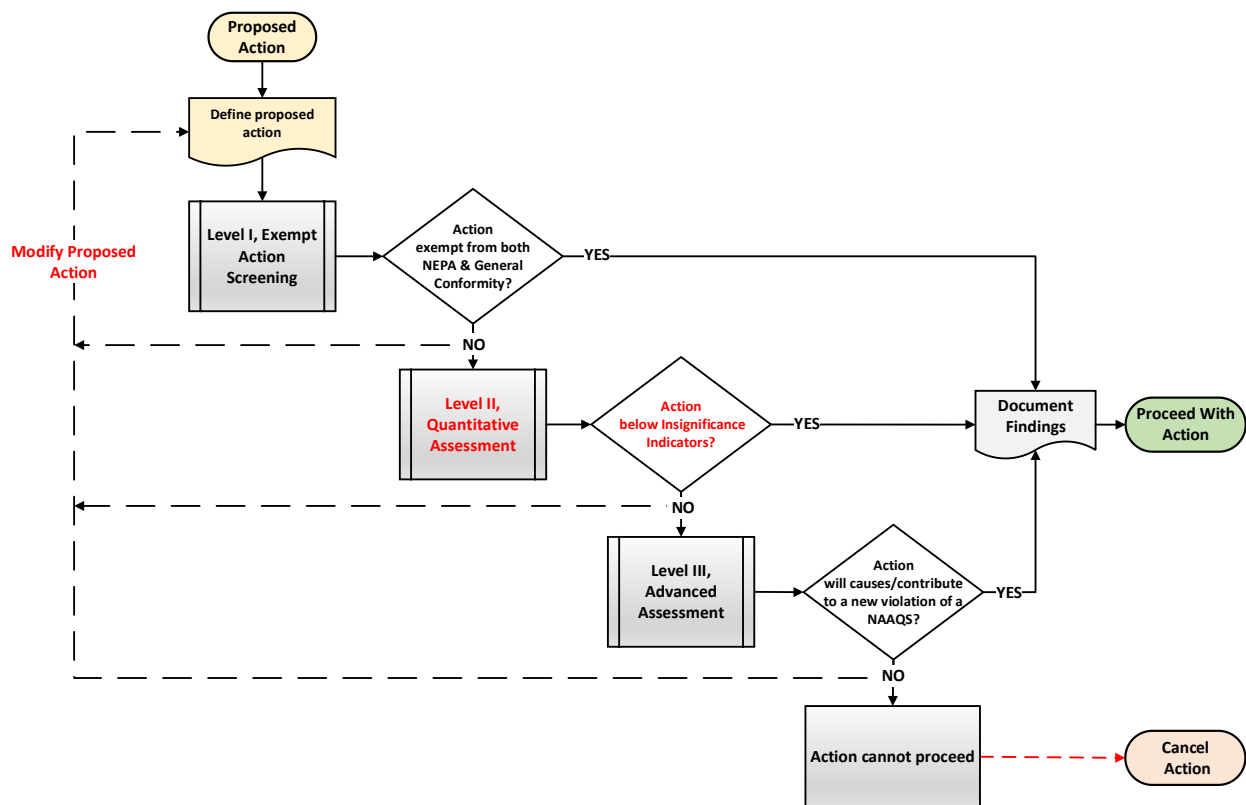 Proposed
Action
Define proposed
action
Level I, Exempt
Action
Screening
Action
exempt from both
NEPA & General
Conformity?
YES
Modify Proposed
Action
NO
Level II,
Quantitative
Assessment
Action
below Insignificance
Indicators?
YES
Document
Findings
Proceed With
Action
NO
Level III,
Advanced
Assessment
Action
will causes/contribute
to a new violation of a
NAAQS?
YES
NO
Action cannot proceed
Cancel
Action